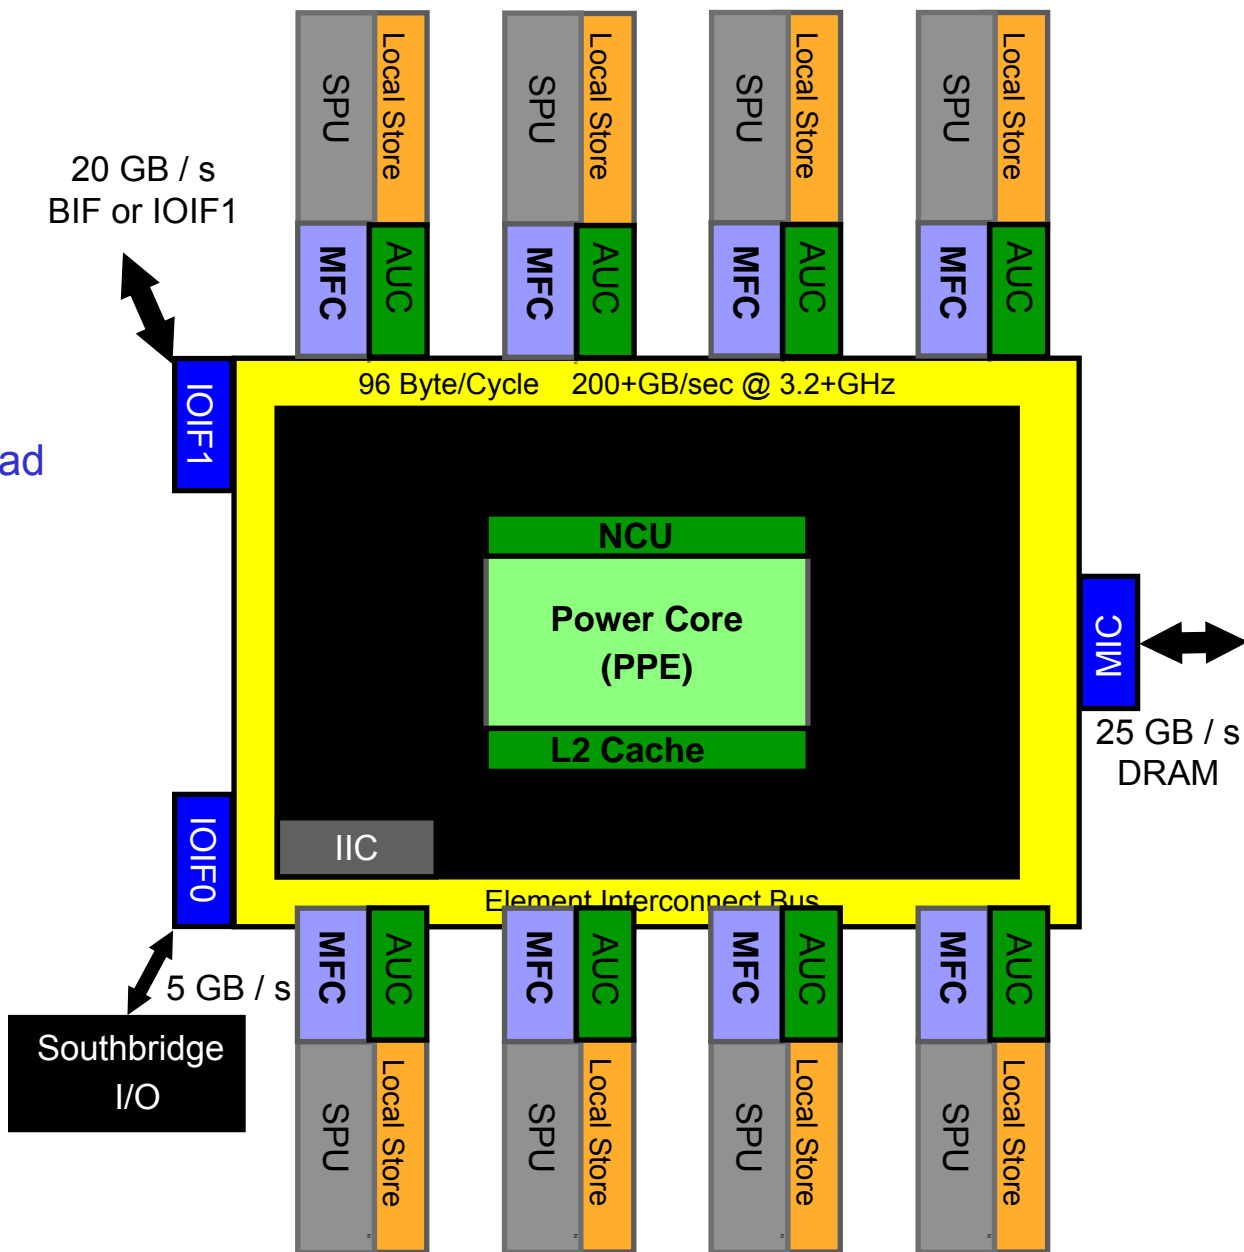 SPU
Local Store
SPU
Local Store
SPU
Local Store
SPU
Local Store
20 GB / s
BIF or IOIF1
MFC
AUC
MFC
AUC
MFC
AUC
MFC
AUC
96 Byte/Cycle 200+GB/sec @ 3.2+GHz
IOIF1
ad
NCU
Power Core
(PPE)
L2 Cache
MIC
25 GB / s
DRAM
IOIF0
IIC
Element Interconnect Bus
MFC
AUC
MFC
AUC
MFC
AUC
MFC
AUC
5 GB / s
Southbridge
I/O
SPU
Local Store
SPU
Local Store
SPU
Local Store
SPU
Local Store